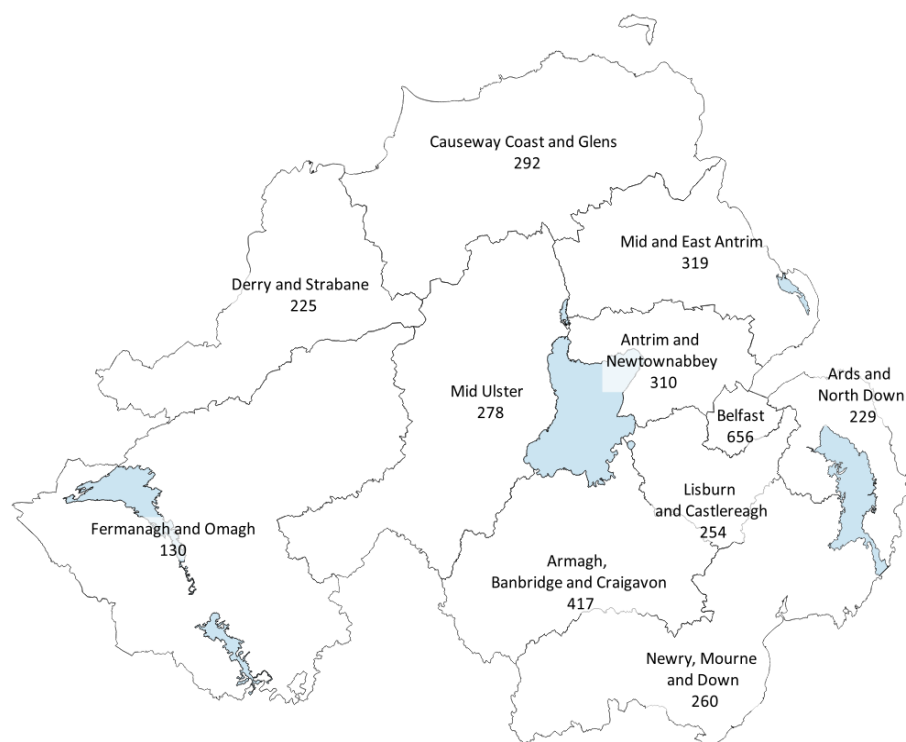 Causeway Coast and Glens
292
Mid and East Antrim
319
Derry and Strabane
225
Antrim and
Newtownabbey
310
Mid Ulster
278
Belfast
656
Ards and
North Down
229
Lisburn
and Castlereagh
254
Fermanagh and Omagh
130
Armagh,
Banbridge and Craigavon
417
Newry, Mourne
and Down
260